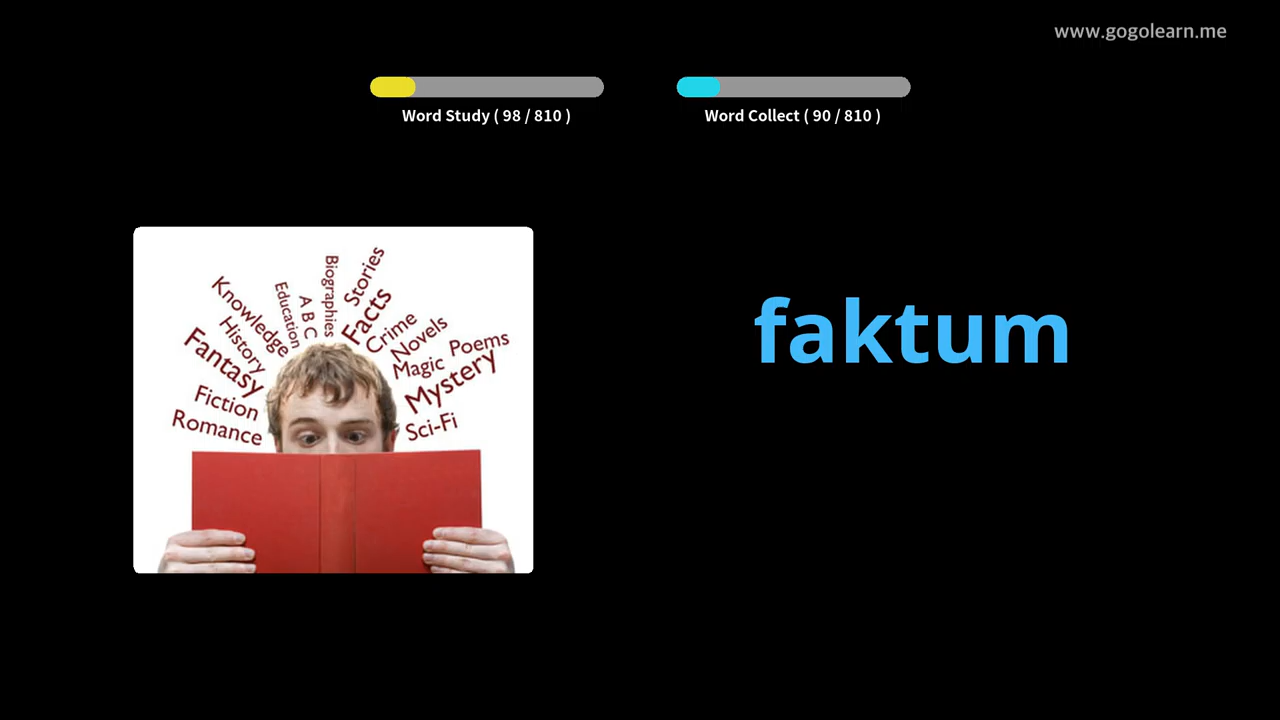 www.gogolearn.me
Word Study ( 98 / 810 )
Word Collect ( 90 / 810 )
Romance
Fiction
Fantasy
History
Knowledge
Education
A B C
Biographies
Stories
Facts
Crime
Novels
Magic
Poems
Mystery
Sci-Fi
faktum